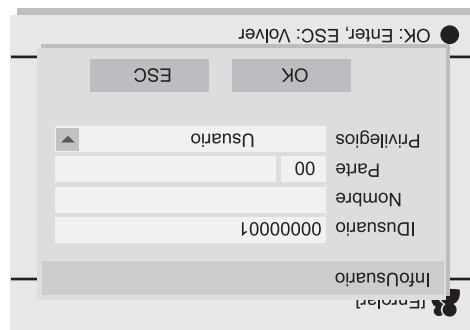 [Enrolar]
InfoUsuario
IDusuario 00000001
Nombre
Parte 00
Privilegios Usuario
OK ESC
OK: Enter, ESC: Volver